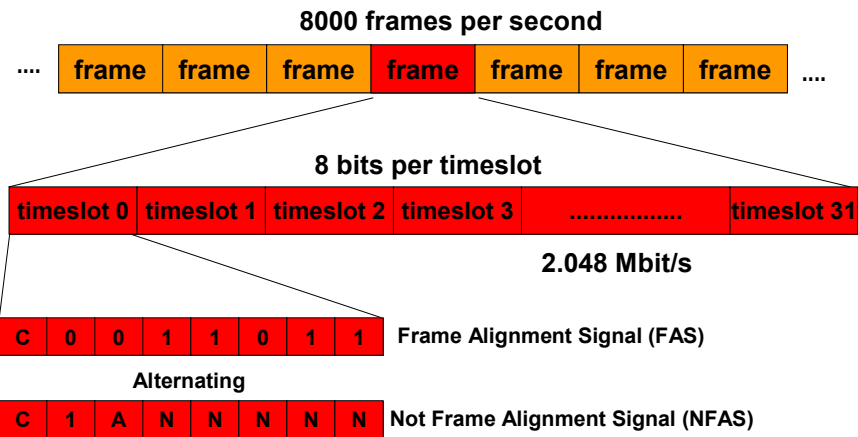 8000 frames per second
.... frame frame frame frame frame frame frame ....
8 bits per timeslot
timeslot 0 timeslot 1 timeslot 2 timeslot 3 ................. timeslot 31
2.048 Mbit/s
C 0 0 1 1 0 1 1 Frame Alignment Signal (FAS)
Alternating
C 1 A N N N N N Not Frame Alignment Signal (NFAS)